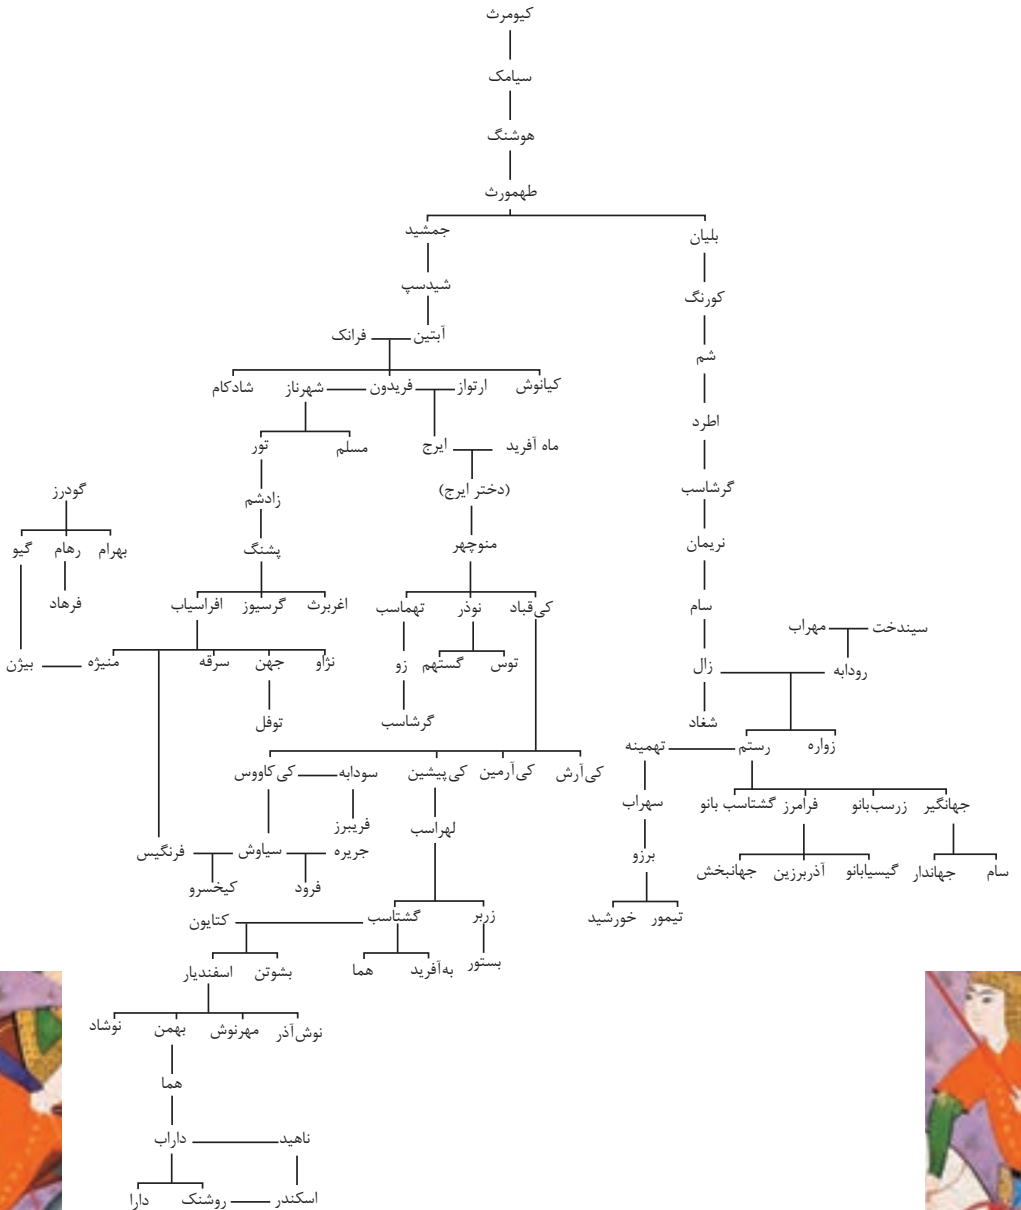 کیومرث
سیامک
هوشنگ
طهمورث
جمشید
بلیان
شیدسپ
کورنگ
آبتین
فرانک
شم
کیانوش
ارتواز
فریدون
شهرناز
شادکام
اطرد
ماه آفرید
ایرج
مسلم
تور
گرشاسب
(دختر ایرج)
زادشم
گودرز
نریمان
منوچهر
پشنگ
بهرام
رهام
گیو
سام
کی‌قباد
نوذر
تهماسب
اغریرث
گرسیوز
افراسیاب
فرهاد
سیندخت
مهراب
رودابه
زال
توس
گستهم
زو
نژاو
جهن
سرقه
منیژه
بیژن
شغاد
گرشاسب
توفل
زواره
رستم
تهمینه
کی‌آرش
کی‌آرمین
کی‌پیشین
سودابه
کی‌کاووس
جهانگیر
زرسب‌بانو
فرامرز
گشتاسب بانو
سهراب
لهراسب
فریبرز
برزو
جریره
سیاوش
فرنگیس
سام
جهاندار
گیسیابانو
آذربرزین
جهانبخش
فرود
کیخسرو
تیمور
خورشید
زربر
گشتاسب
کتایون
بستور
به‌آفرید
هما
بشوتن
اسفندیار
نوش‌آذر
مهرنوش
بهمن
نوشاد
هما
ناهید
داراب
اسکندر
روشنک
دارا